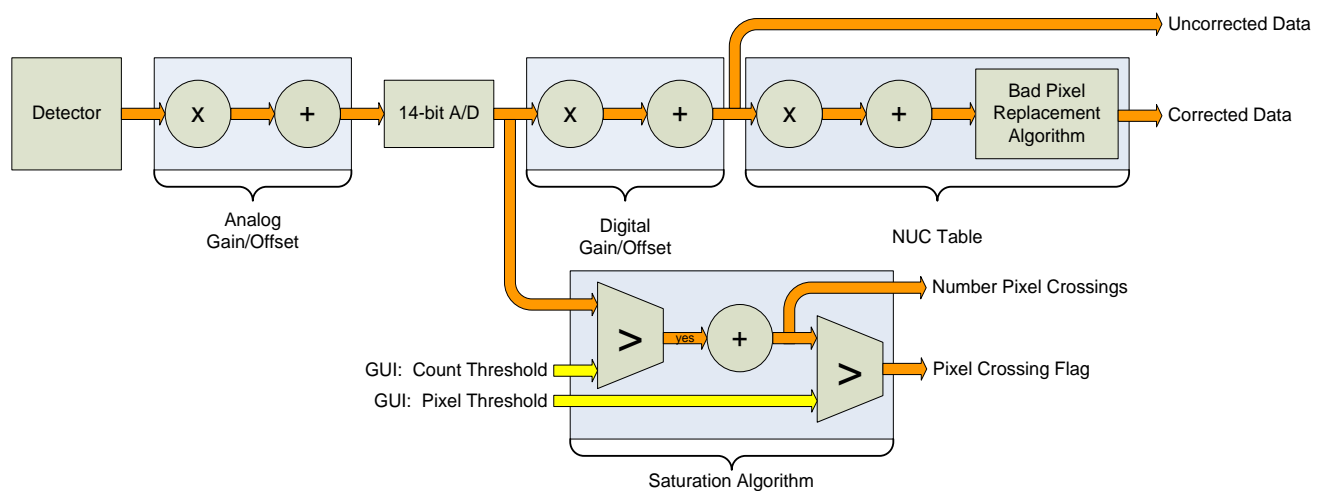 Uncorrected Data
Detector
x
+
14-bit A/D
x
+
x
+
Bad Pixel
Replacement
Algorithm
Corrected Data
Analog
Gain/Offset
Digital
Gain/Offset
NUC Table
Number Pixel Crossings
>
yes
+
>
GUI: Count Threshold
Pixel Crossing Flag
GUI: Pixel Threshold
Saturation Algorithm